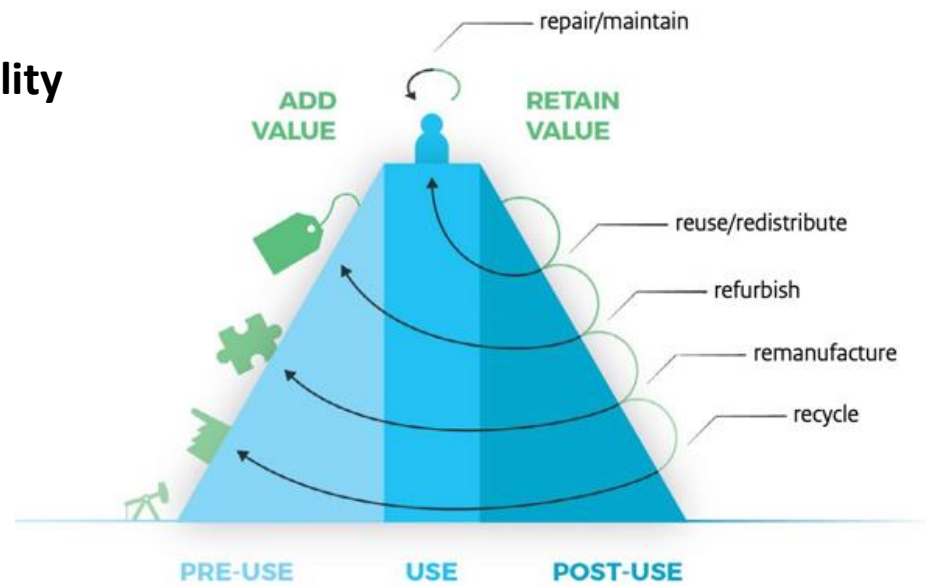 repair/maintain
lity
ADD
VALUE
RETAIN
VALUE
reuse/redistribute
refurbish
remanufacture
recycle
PRE-USE
USE
POST-USE